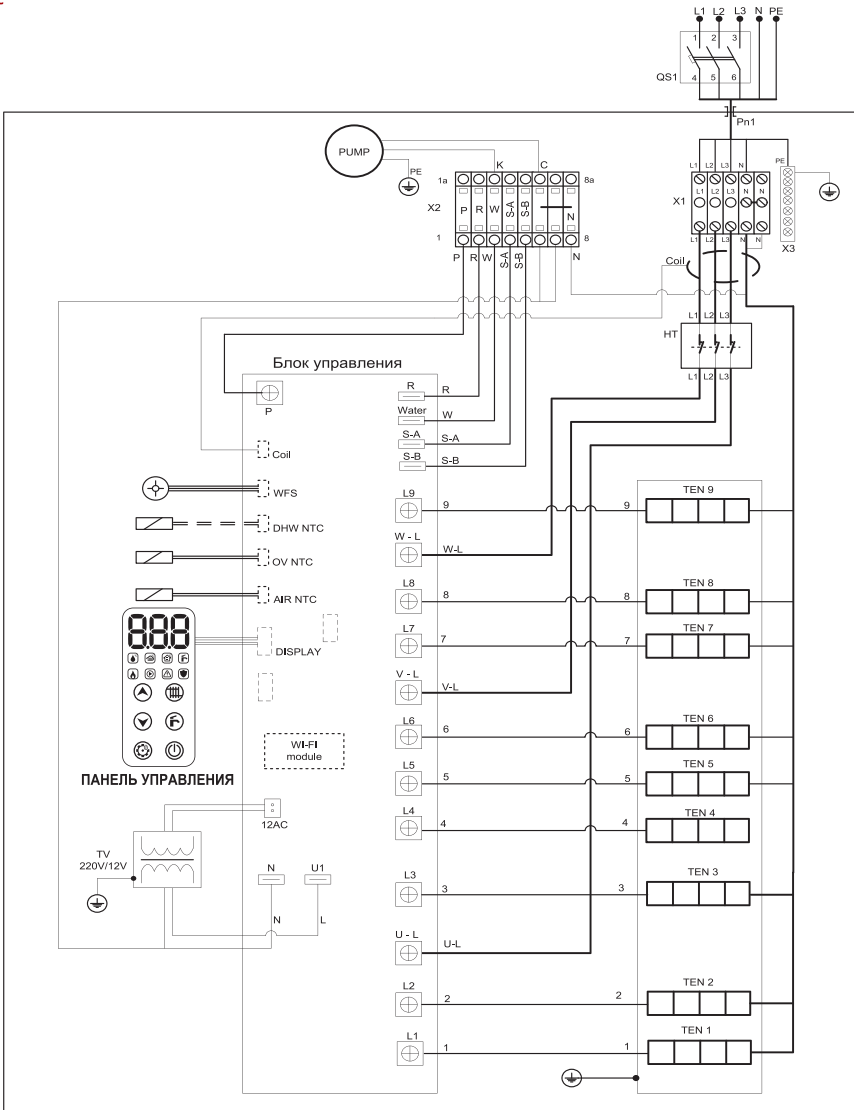 L1 L2 L3 N PE
1 2 3
QS1 4 5 6
Pn1
PUMP
PE
K C
1a 8a
X2 P R W S-A S-B N
1 8
P R W S-A S-B N
L1 L2 L3 N PE
X1 L1 L2 L3 N N
L1 L2 L3 N N X3
Coil
L1 L2 L3
HT
L1 L2 L3
Блок управления
P
R R
Water W
S-A S-A
S-B S-B
Coil
WFS
DHW NTC
OV NTC
AIR NTC
888
DISPLAY
ПАНЕЛЬ УПРАВЛЕНИЯ
WI-FI
module
12AC
TV
220V/12V
N U1
N L
L9 9 9 TEN 9
W - L W-L
L8 8 8 TEN 8
L7 7 7 TEN 7
V - L V-L
L6 6 6 TEN 6
L5 5 5 TEN 5
L4 4 4 TEN 4
L3 3 3 TEN 3
U - L U-L
L2 2 2 TEN 2
L1 1 1 TEN 1